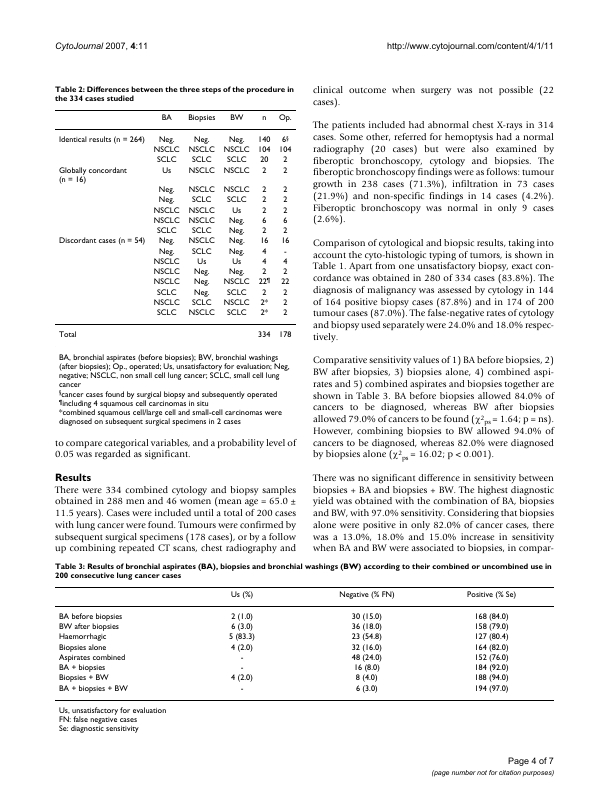 CytoJournal 2007, 4:11
http://www.cytojournal.com/content/4/1/11
Table 2: Differences between the three steps of the procedure in
the 334 cases studied
BA Biopsies BW n Op.
Identical results (n = 264) Neg. Neg. Neg. 140 6§
NSCLC NSCLC NSCLC 104 104
SCLC SCLC SCLC 20 2
Globally concordant Us NSCLC NSCLC 2 2
(n = 16)
Neg. NSCLC NSCLC 2 2
Neg. SCLC SCLC 2 2
NSCLC NSCLC Us 2 2
NSCLC NSCLC Neg. 6 6
SCLC SCLC Neg. 2 2
Discordant cases (n = 54) Neg. NSCLC Neg. 16 16
Neg. SCLC Neg. 4 -
NSCLC Us Us 4 4
NSCLC Neg. Neg. 2 2
NSCLC Neg. NSCLC 22¶ 22
SCLC Neg. SCLC 2 2
NSCLC SCLC NSCLC 2* 2
SCLC NSCLC SCLC 2* 2
Total 334 178
BA, bronchial aspirates (before biopsies); BW, bronchial washings
(after biopsies); Op., operated; Us, unsatisfactory for evaluation; Neg,
negative; NSCLC, non small cell lung cancer; SCLC, small cell lung
cancer
§cancer cases found by surgical biopsy and subsequently operated
¶including 4 squamous cell carcinomas in situ
*combined squamous cell/large cell and small-cell carcinomas were
diagnosed on subsequent surgical specimens in 2 cases
to compare categorical variables, and a probability level of
0.05 was regarded as significant.
Results
There were 334 combined cytology and biopsy samples
obtained in 288 men and 46 women (mean age = 65.0 ±
11.5 years). Cases were included until a total of 200 cases
with lung cancer were found. Tumours were confirmed by
subsequent surgical specimens (178 cases), or by a follow
up combining repeated CT scans, chest radiography and
clinical outcome when surgery was not possible (22
cases).
The patients included had abnormal chest X-rays in 314
cases. Some other, referred for hemoptysis had a normal
radiography (20 cases) but were also examined by
fiberoptic bronchoscopy, cytology and biopsies. The
fiberoptic bronchoscopy findings were as follows: tumour
growth in 238 cases (71.3%), infiltration in 73 cases
(21.9%) and non-specific findings in 14 cases (4.2%).
Fiberoptic bronchoscopy was normal in only 9 cases
(2.6%).
Comparison of cytological and biopsic results, taking into
account the cyto-histologic typing of tumors, is shown in
Table 1. Apart from one unsatisfactory biopsy, exact con-
cordance was obtained in 280 of 334 cases (83.8%). The
diagnosis of malignancy was assessed by cytology in 144
of 164 positive biopsy cases (87.8%) and in 174 of 200
tumour cases (87.0%). The false-negative rates of cytology
and biopsy used separately were 24.0% and 18.0% respec-
tively.
Comparative sensitivity values of 1) BA before biopsies, 2)
BW after biopsies, 3) biopsies alone, 4) combined aspi-
rates and 5) combined aspirates and biopsies together are
shown in Table 3. BA before biopsies allowed 84.0% of
cancers to be diagnosed, whereas BW after biopsies
allowed 79.0% of cancers to be found (χ²ps = 1.64; p = ns).
However, combining biopsies to BW allowed 94.0% of
cancers to be diagnosed, whereas 82.0% were diagnosed
by biopsies alone (χ²ps = 16.02; p < 0.001).
There was no significant difference in sensitivity between
biopsies + BA and biopsies + BW. The highest diagnostic
yield was obtained with the combination of BA, biopsies
and BW, with 97.0% sensitivity. Considering that biopsies
alone were positive in only 82.0% of cancer cases, there
was a 13.0%, 18.0% and 15.0% increase in sensitivity
when BA and BW were associated to biopsies, in compar-
Table 3: Results of bronchial aspirates (BA), biopsies and bronchial washings (BW) according to their combined or uncombined use in
200 consecutive lung cancer cases
Us (%) Negative (% FN) Positive (% Se)
BA before biopsies 2 (1.0) 30 (15.0) 168 (84.0)
BW after biopsies 6 (3.0) 36 (18.0) 158 (79.0)
Haemorrhagic 5 (83.3) 23 (54.8) 127 (80.4)
Biopsies alone 4 (2.0) 32 (16.0) 164 (82.0)
Aspirates combined - 48 (24.0) 152 (76.0)
BA + biopsies - 16 (8.0) 184 (92.0)
Biopsies + BW 4 (2.0) 8 (4.0) 188 (94.0)
BA + biopsies + BW - 6 (3.0) 194 (97.0)
Us, unsatisfactory for evaluation
FN: false negative cases
Se: diagnostic sensitivity
Page 4 of 7
(page number not for citation purposes)